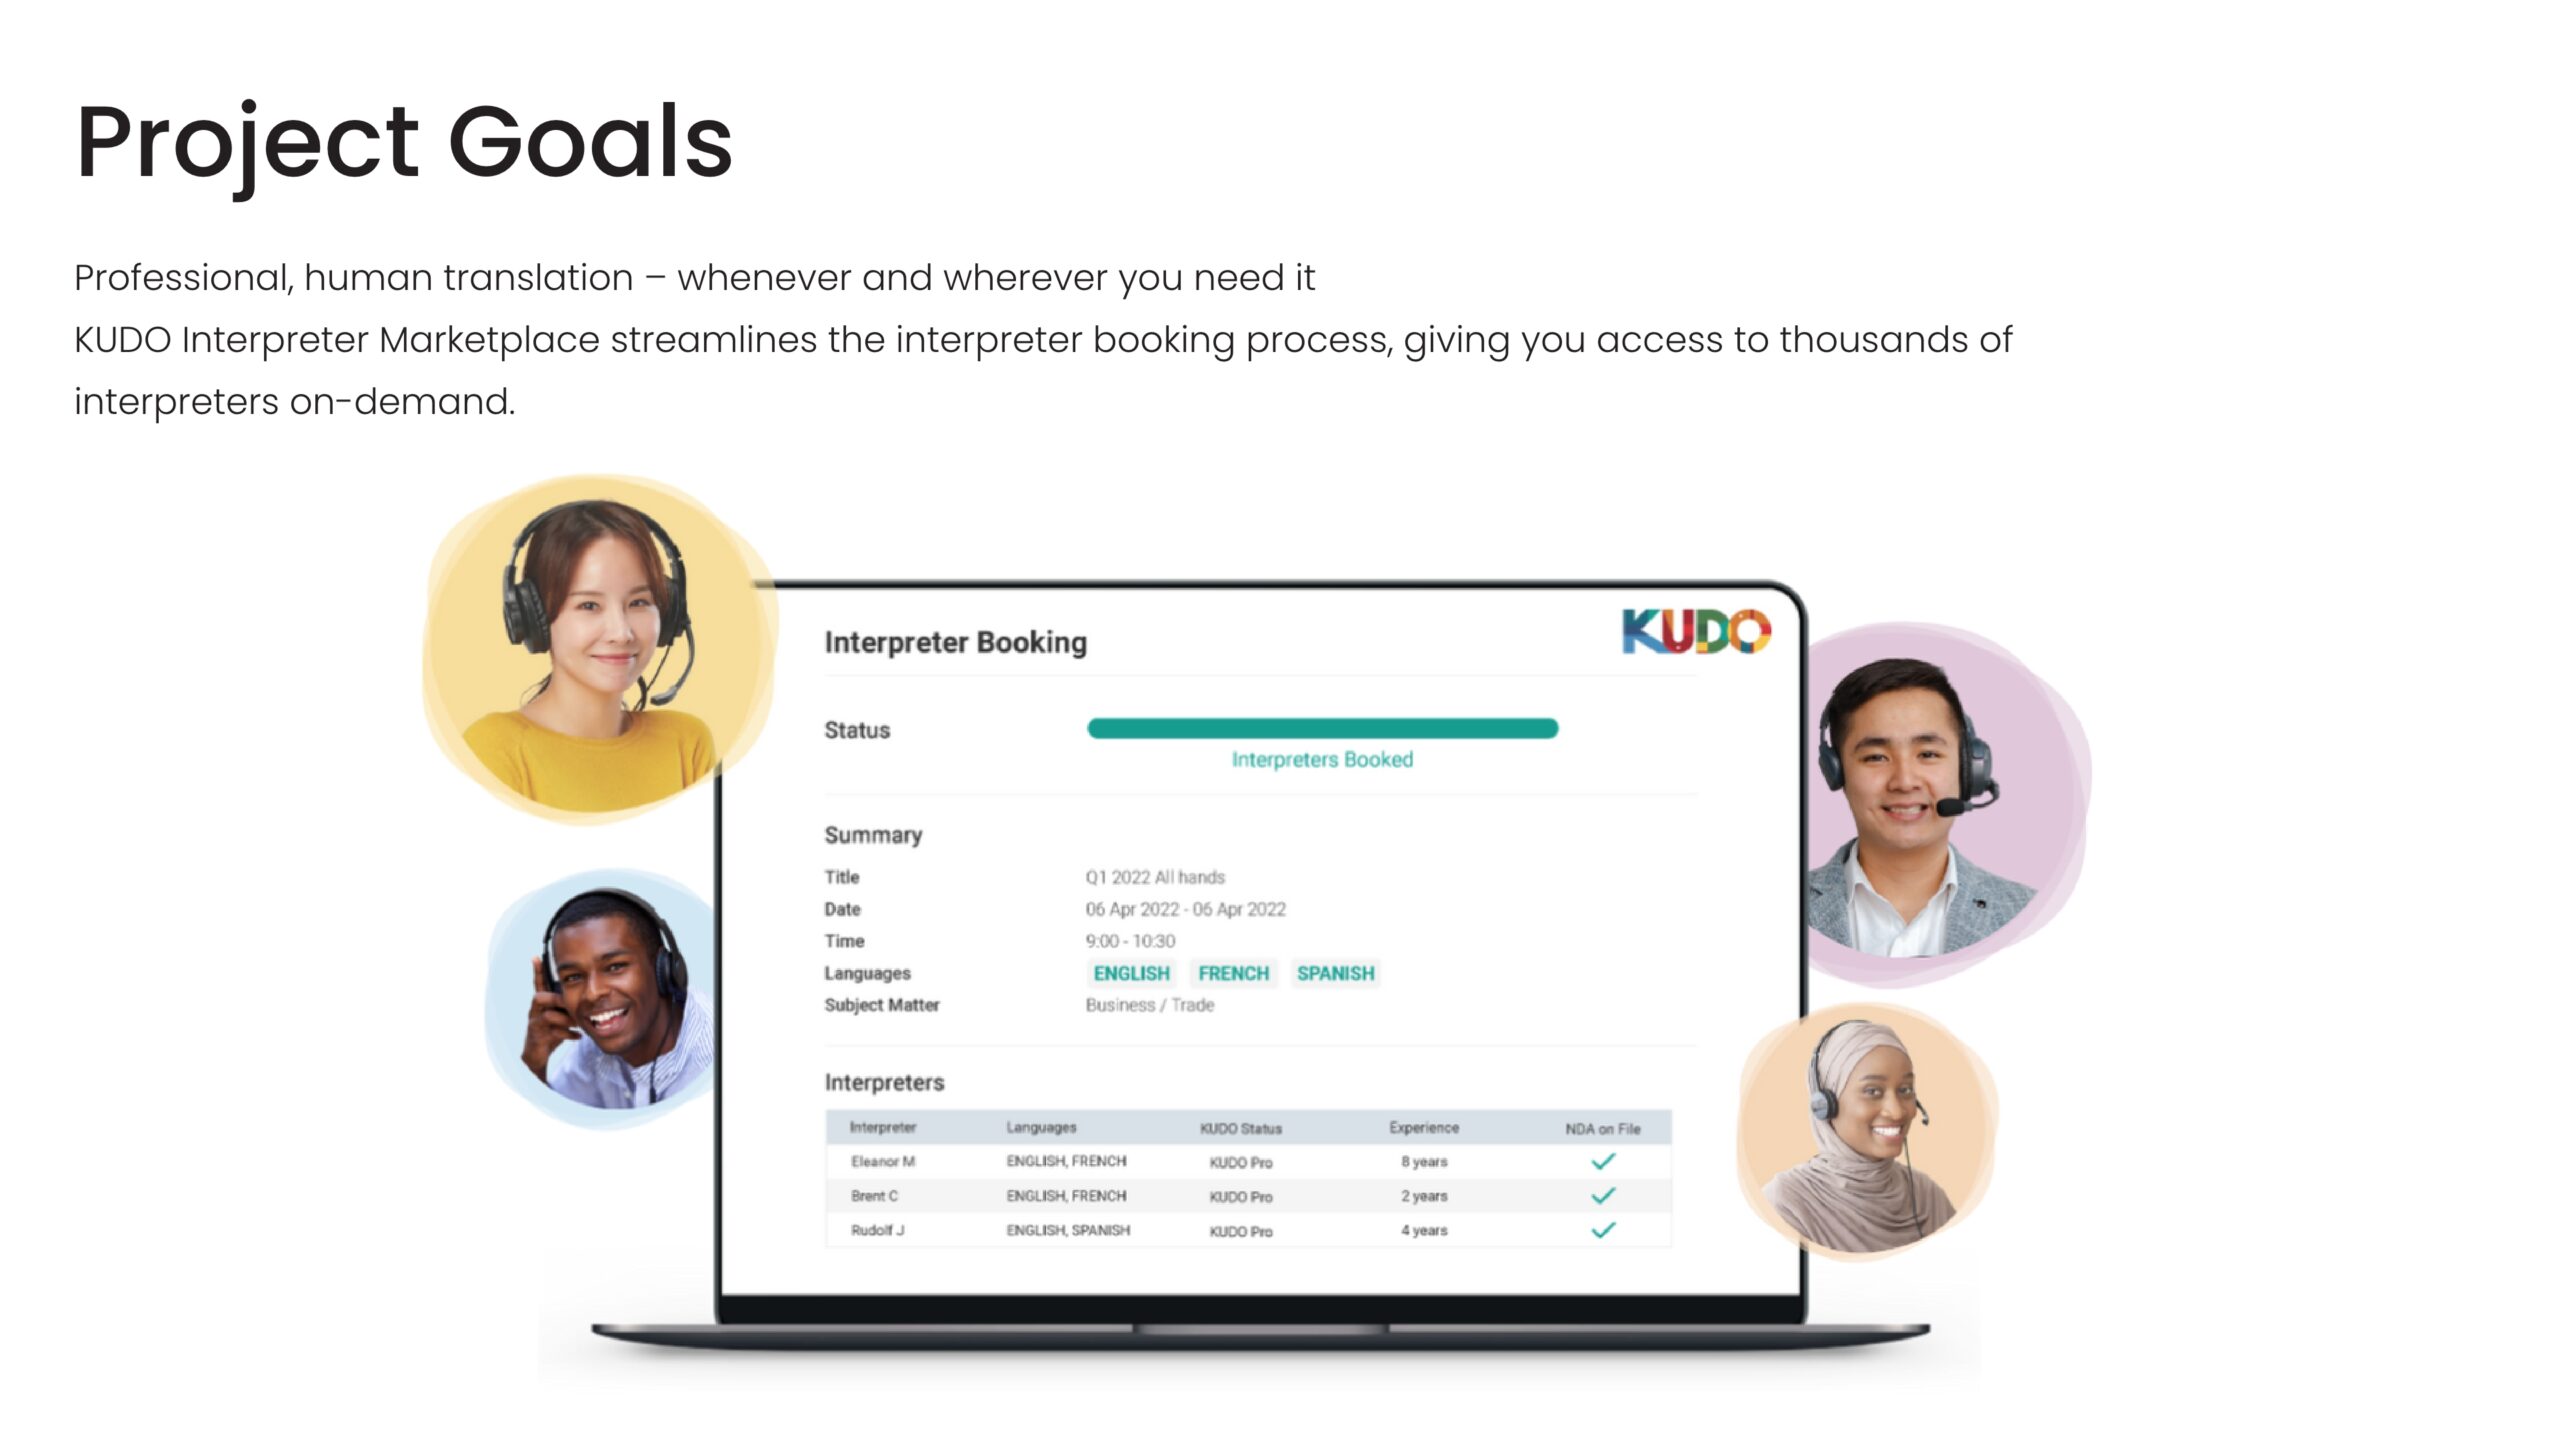 Project Goals
Professional, human translation – whenever and wherever you need it
KUDO Interpreter Marketplace streamlines the interpreter booking process, giving you access to thousands of
interpreters on-demand.
Interpreter Booking
KUDO
Status
Interpreters Booked
Summary
Title Q1 2022 All hands
Date 06 Apr 2022 - 06 Apr 2022
Time 9:00 - 10:30
Languages ENGLISH FRENCH SPANISH
Subject Matter Business / Trade
Interpreters
Interpreter Languages KUDO Status Experience NDA on File
Eleanor M ENGLISH, FRENCH KUDO Pro 8 years
Brent C ENGLISH, FRENCH KUDO Pro 2 years
Rudolf J ENGLISH, SPANISH KUDO Pro 4 years